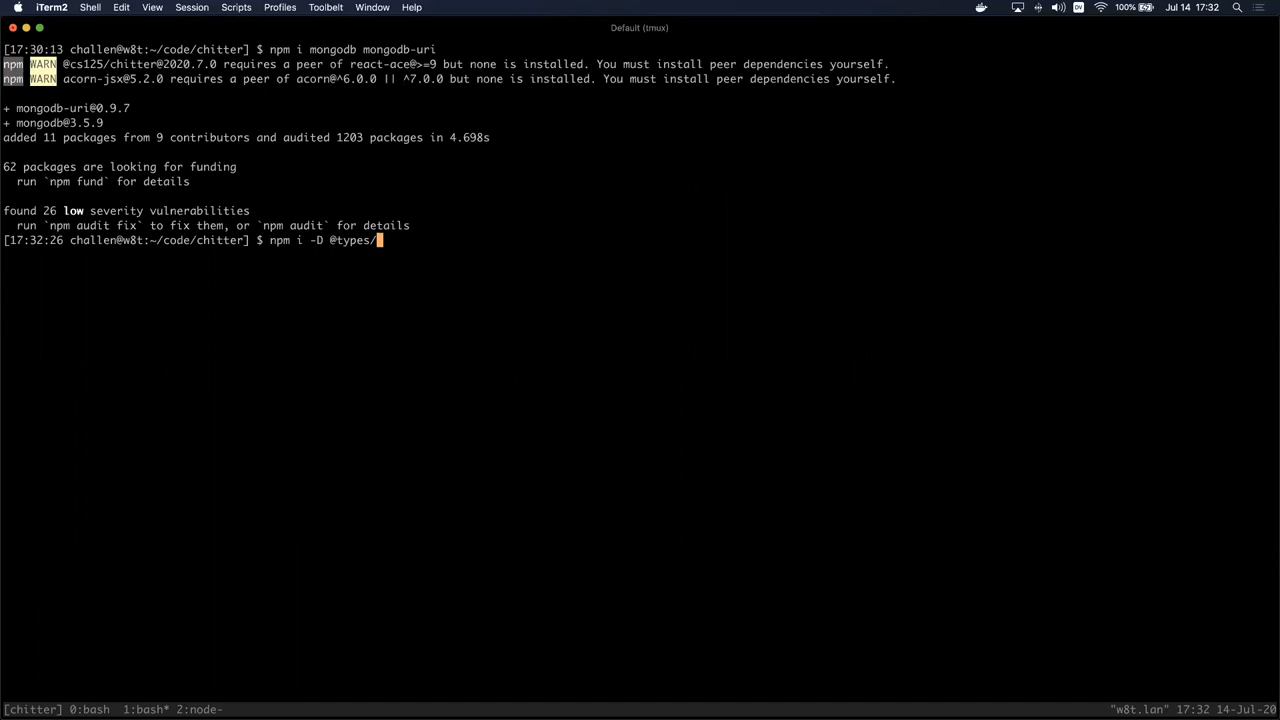 iTerm2 Shell Edit View Session Scripts Profiles Toolbelt Window Help DV 100% Jul 14 17:32
Default (tmux)
[17:30:13 challen@w8t:~/code/chitter] $ npm i mongodb mongodb-uri
npm WARN @cs125/chitter@2020.7.0 requires a peer of react-ace@>=9 but none is installed. You must install peer dependencies yourself.
npm WARN acorn-jsx@5.2.0 requires a peer of acorn@^6.0.0 || ^7.0.0 but none is installed. You must install peer dependencies yourself.
+ mongodb-uri@0.9.7
+ mongodb@3.5.9
added 11 packages from 9 contributors and audited 1203 packages in 4.698s
62 packages are looking for funding
run `npm fund` for details
found 26 low severity vulnerabilities
run `npm audit fix` to fix them, or `npm audit` for details
[17:32:26 challen@w8t:~/code/chitter] $ npm i -D @types/
[chitter] 0:bash 1:bash* 2:node- "w8t.lan" 17:32 14-Jul-20